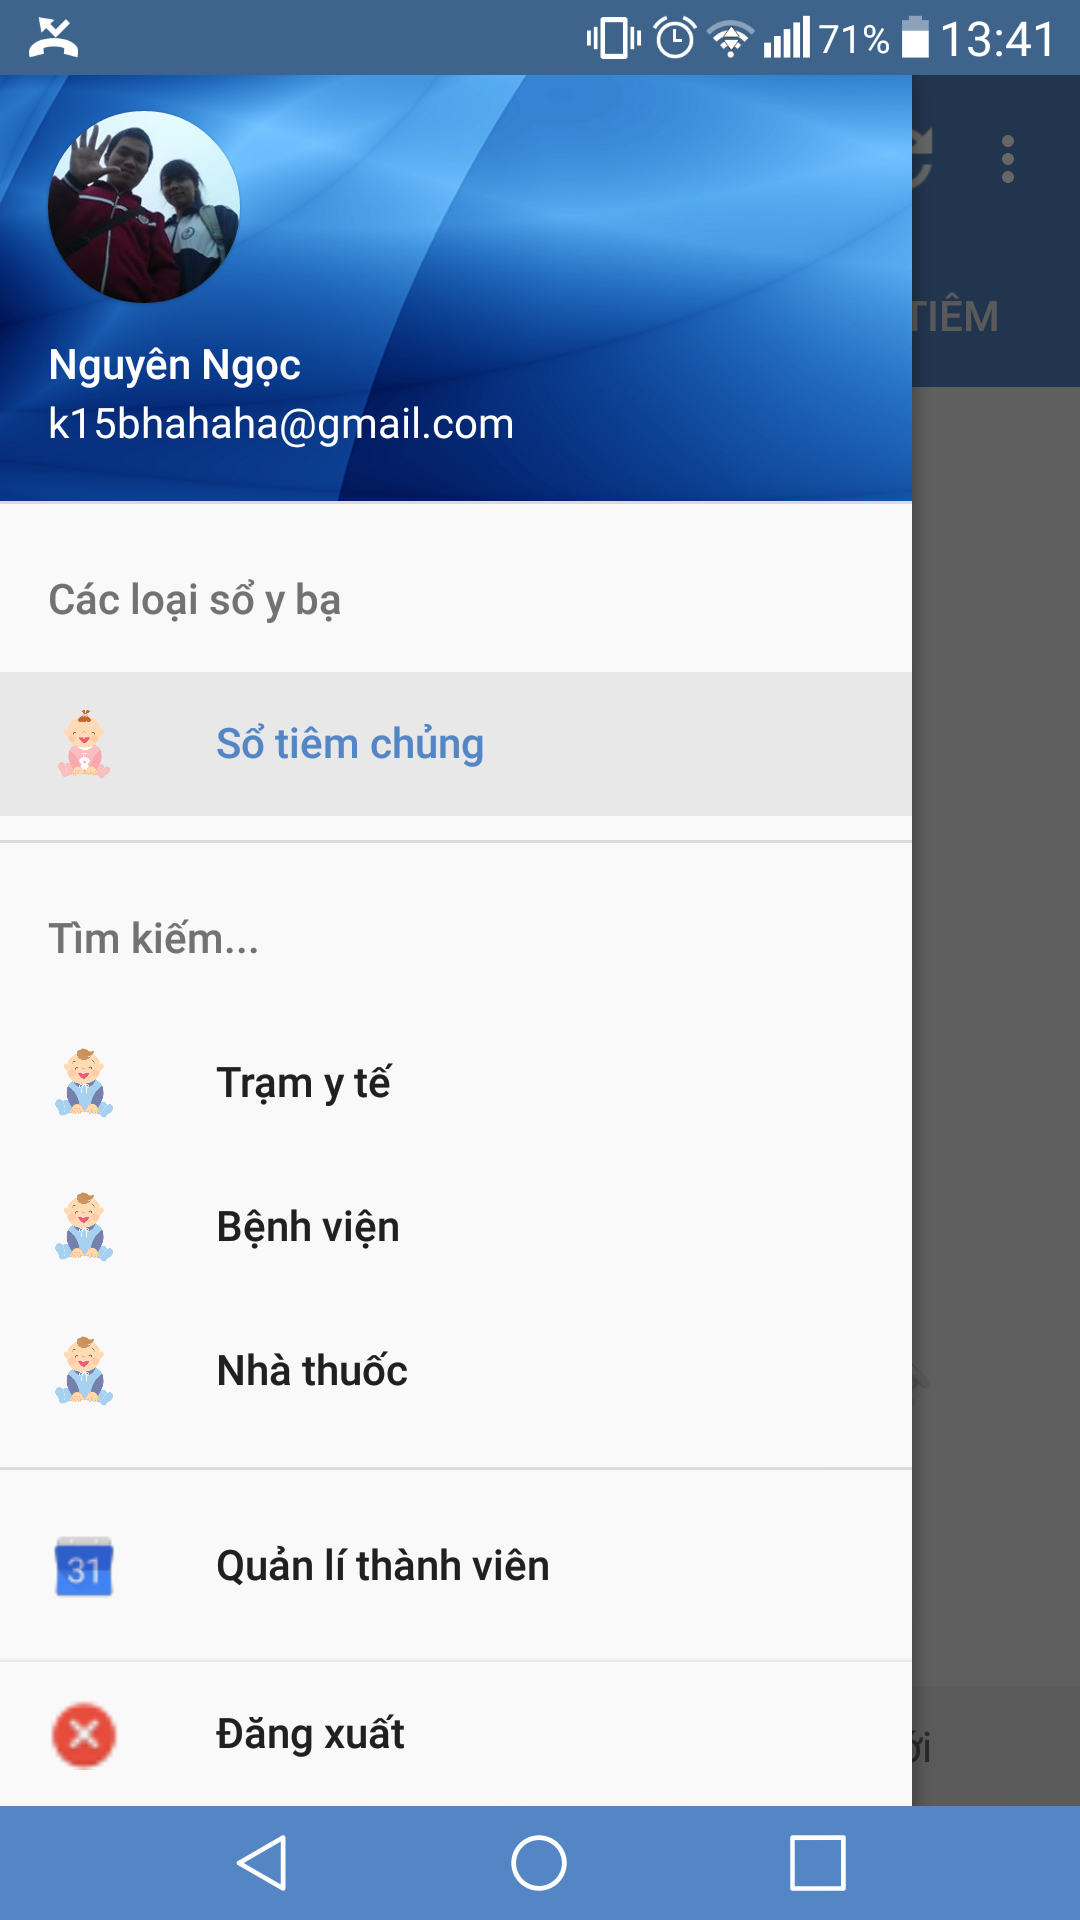 71% 13:41
TIÊM
Nguyên Ngọc
k15bhahaha@gmail.com
Các loại sổ y bạ
Sổ tiêm chủng
Tìm kiếm...
Trạm y tế
Bệnh viện
Nhà thuốc
31
Quản lí thành viên
Đăng xuất